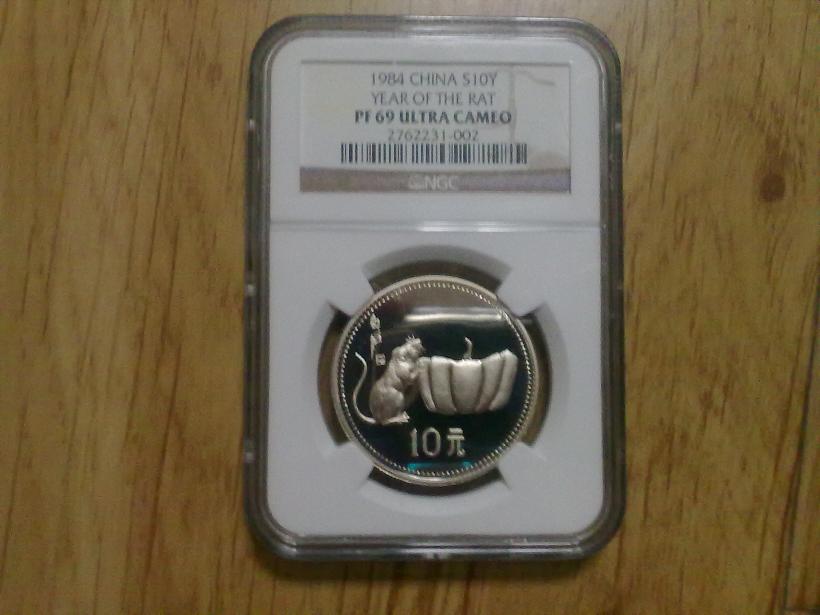 1984 CHINA S10Y
YEAR OF THE RAT
PF 69 ULTRA CAMEO
2762231-002
NGC
10元